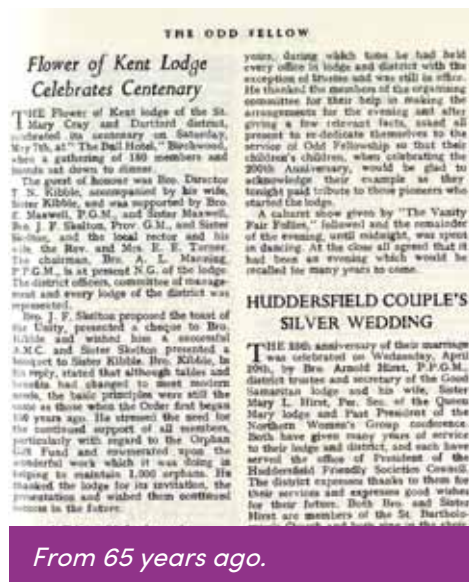 THE ODD FELLOW
Flower of Kent Lodge
Celebrates Centenary
THE Flower of Kent lodge of the St.
Mary Cray and Dartford district,
celebrated its centenary on Saturday,
May 7th, at "The Bull Hotel," Birchwood,
when a gathering of 180 members and
guests sat down to dinner.
The guest of honour was Bro. Director
T. N. Kibble, accompanied by his wife,
Sister Kibble, and was supported by Bro.
E. Maxwell, P.G.M., and Sister Maxwell,
Bro. J. F. Skelton, Prov. G.M., and Sister
Skelton, and the local rector and his
wife, the Rev. and Mrs. E. E. Turner.
The chairman, Bro. A. L. Manning,
P.P.G.M., is at present N.G. of the lodge.
The district officers, committee of manage-
ment and every lodge of the district was
represented.
Bro. J. F. Skelton proposed the toast of
the Unity, presented a cheque to Bro.
Kibble and wished him a successful
A.M.C. and Sister Skelton presented a
bouquet to Sister Kibble. Bro. Kibble, in
his reply, stated that although tables and
benefits had changed to meet modern
needs, the basic principles were still the
same as those when the Order first began
150 years ago. He stressed the need for
the continued support of all members,
particularly with regard to the Orphan
Gift Fund and enumerated upon the
wonderful work which it was doing in
helping to maintain 1,000 orphans. He
thanked the lodge for its invitation, the
presentation and wished them continued
success in the future.
years, during which time he had held
every office in lodge and district with the
exception of trustee and was still in office.
He thanked the members of the organising
committee for their help in making the
arrangements for the evening and after
giving a few relevant facts, asked all
present to re-dedicate themselves to the
service of Odd Fellowship so that their
children's children, when celebrating the
200th Anniversary, would be glad to
acknowledge their example as they
tonight paid tribute to those pioneers who
started the lodge.
A cabaret show given by "The Vanity
Fair Follies," followed and the remainder
of the evening, until midnight, was spent
in dancing. At the close all agreed that it
had been an evening which would be
recalled for many years to come.
HUDDERSFIELD COUPLE'S
SILVER WEDDING
THE 25th anniversary of their marriage
was celebrated on Wednesday, April
20th, by Bro. Arnold Hirst, P.P.G.M.,
district trustee and secretary of the Good
Samaritan lodge and his wife, Sister
Mary L. Hirst, Per. Sec. of the Queen
Mary lodge and Past President of the
Northern Women's Group conference.
Both have given many years of service
to their lodge and district, and each have
served the office of President of the
Huddersfield Friendly Societies Council.
The district expresses thanks to them for
their services and expresses good wishes
for their future. Both Bro. and Sister
Hirst are members of the St. Bartholo-
From 65 years ago.